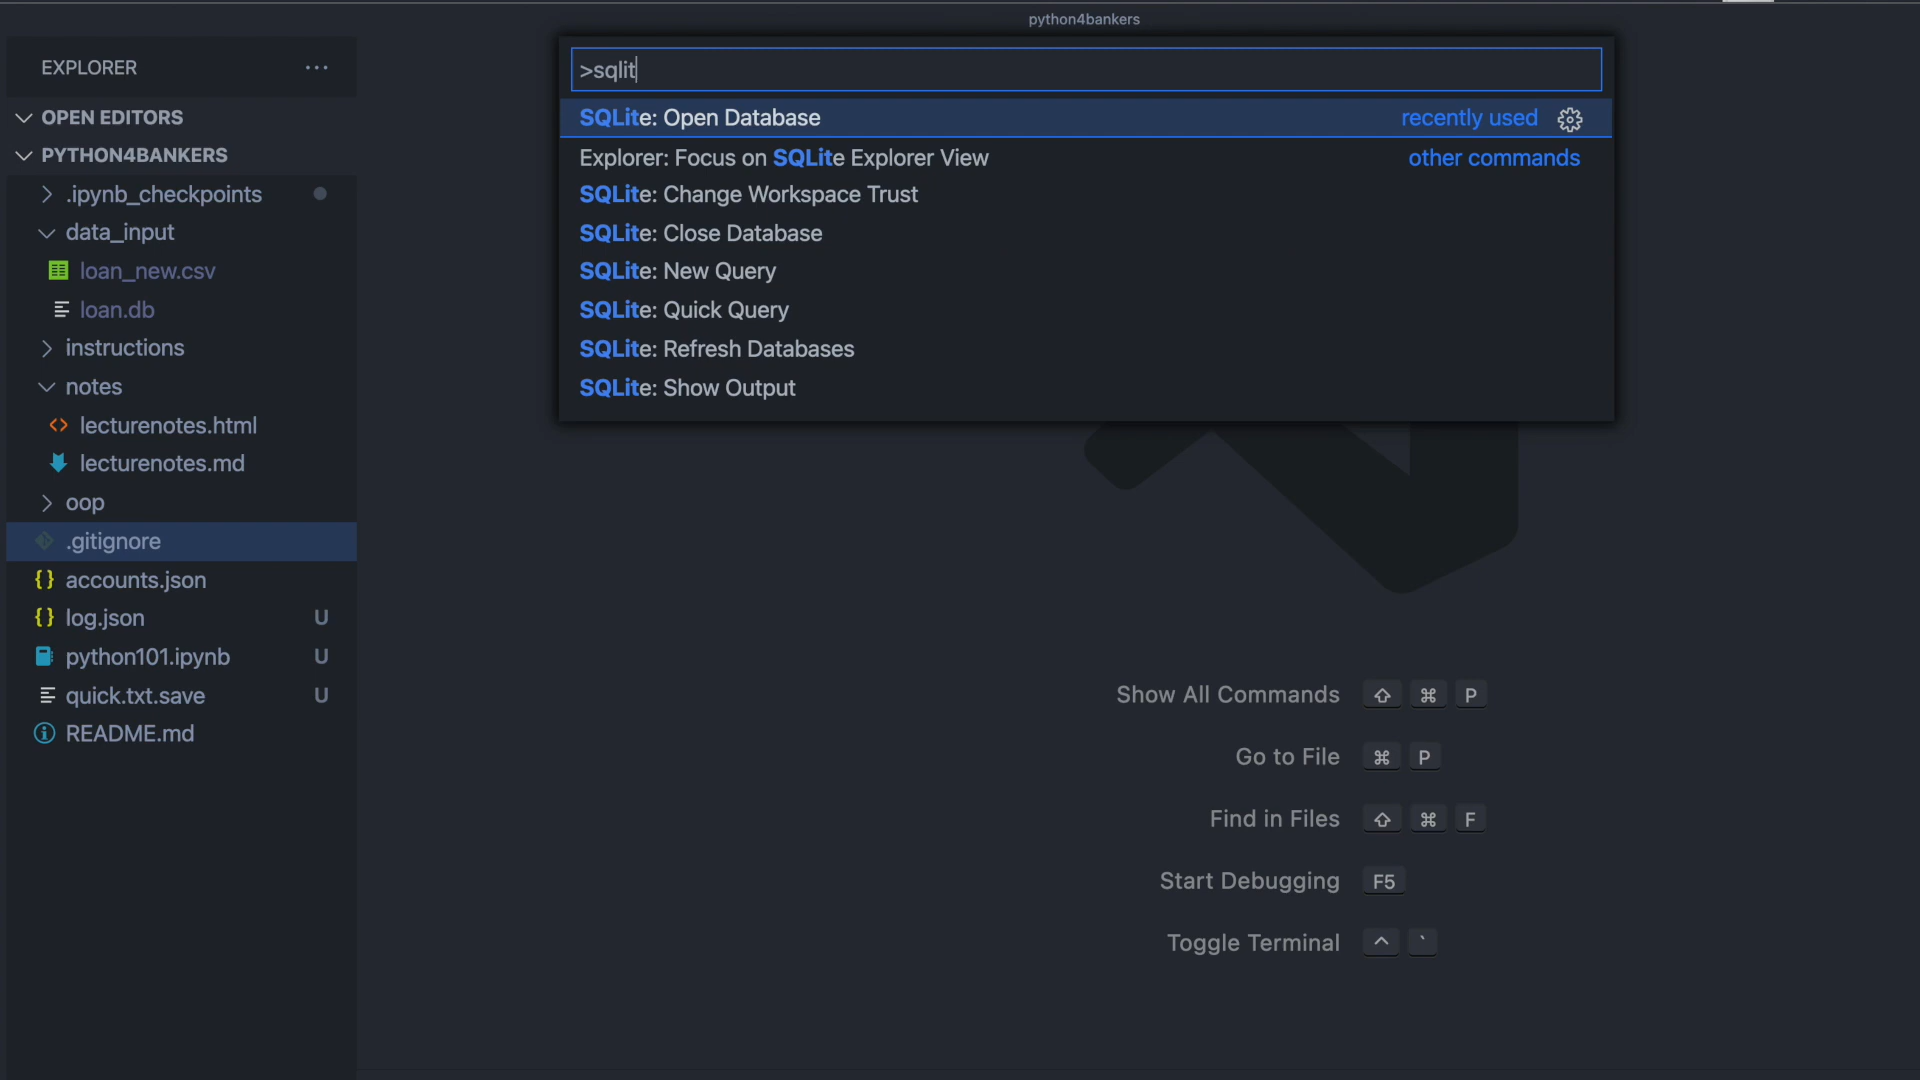 python4bankers
>sqlit
SQLite: Open Database
recently used
Explorer: Focus on SQLite Explorer View
other commands
SQLite: Change Workspace Trust
SQLite: Close Database
SQLite: New Query
SQLite: Quick Query
SQLite: Refresh Databases
SQLite: Show Output
EXPLORER
OPEN EDITORS
PYTHON4BANKERS
.ipynb_checkpoints
data_input
loan_new.csv
loan.db
instructions
notes
lecturenotes.html
lecturenotes.md
oop
.gitignore
accounts.json
log.json U
python101.ipynb U
quick.txt.save U
README.md
Show All Commands ⇧ ⌘ P
Go to File ⌘ P
Find in Files ⇧ ⌘ F
Start Debugging F5
Toggle Terminal ^ `